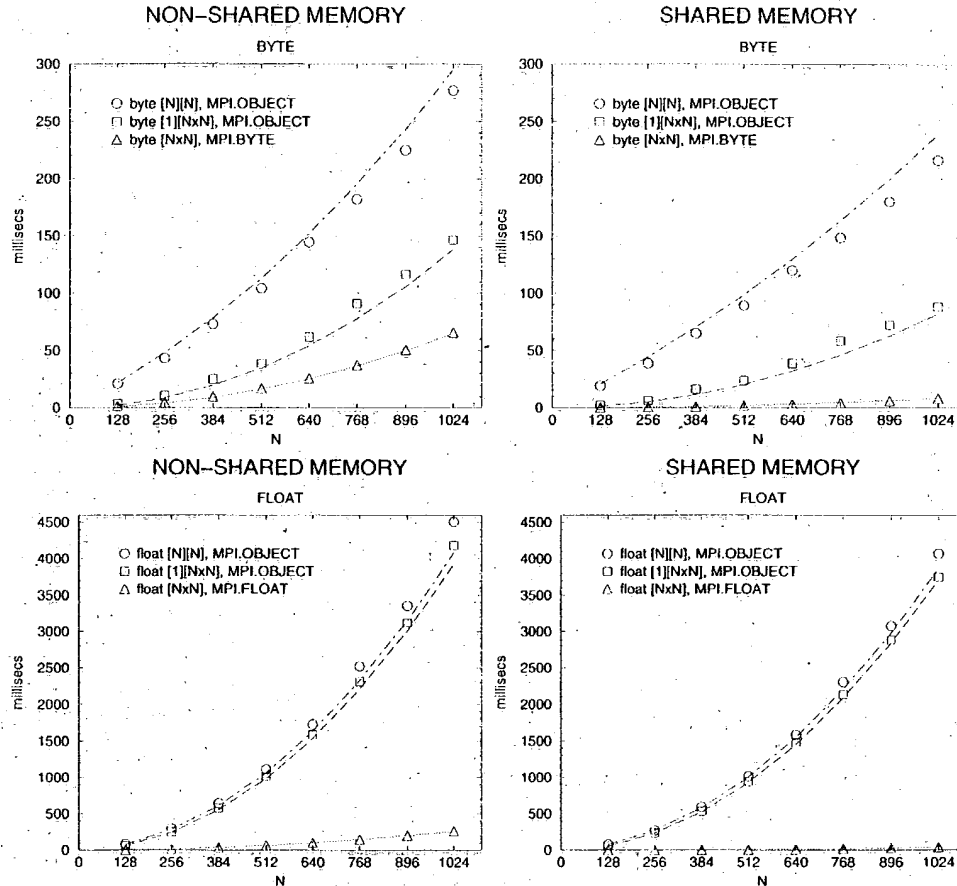 NON-SHARED MEMORY
BYTE
300
250
200
150
100
50
0
millisecs
byte [N][N], MPI.OBJECT
byte [1][NxN], MPI.OBJECT
byte [NxN], MPI.BYTE
0 128 256 384 512 640 768 896 1024
N
SHARED MEMORY
BYTE
300
250
200
150
100
50
0
millisecs
byte [N][N], MPI.OBJECT
byte [1][NxN], MPI.OBJECT
byte [NxN], MPI.BYTE
0 128 256 384 512 640 768 896 1024
N
NON-SHARED MEMORY
FLOAT
4500
4000
3500
3000
2500
2000
1500
1000
500
0
millisecs
float [N][N], MPI.OBJECT
float [1][NxN], MPI.OBJECT
float [NxN], MPI.FLOAT
0 128 256 384 512 640 768 896 1024
N
SHARED MEMORY
FLOAT
4500
4000
3500
3000
2500
2000
1500
1000
500
0
millisecs
float [N][N], MPI.OBJECT
float [1][NxN], MPI.OBJECT
float [NxN], MPI.FLOAT
0 128 256 384 512 640 768 896 1024
N